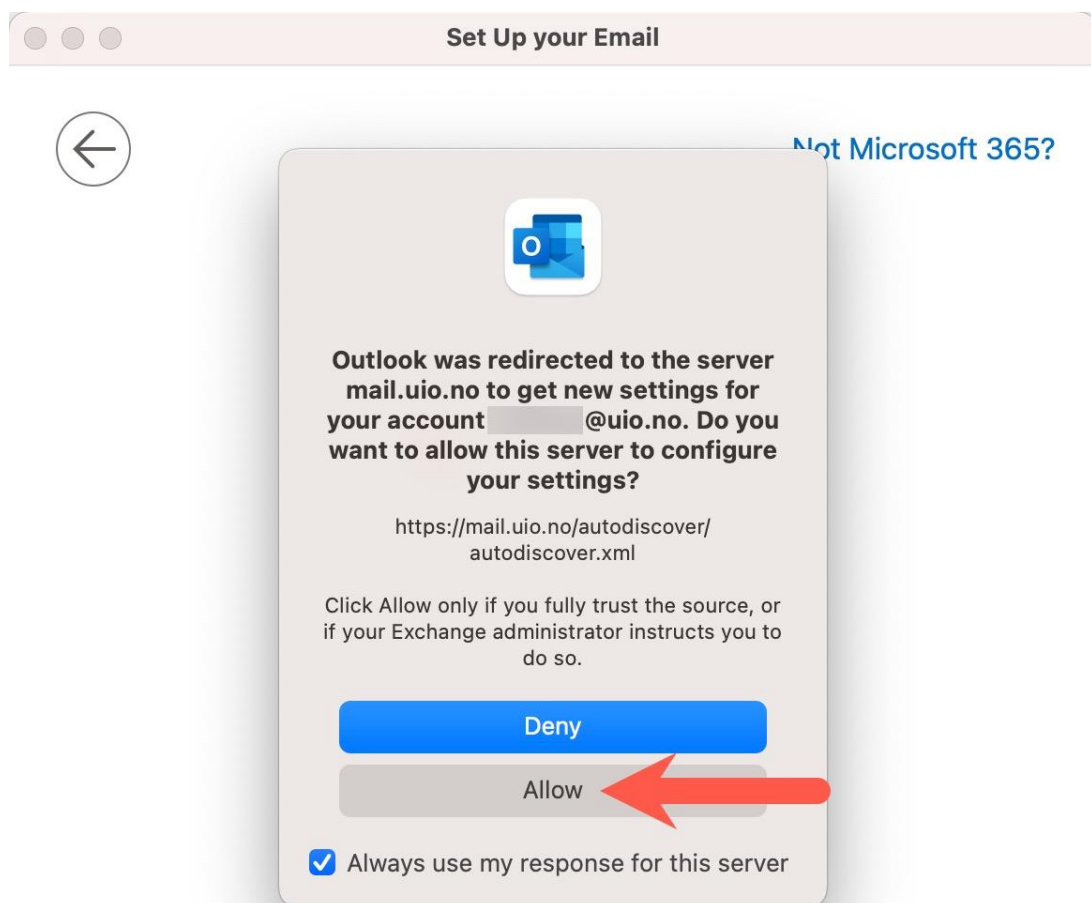 Set Up your Email
Not Microsoft 365?
O
Outlook was redirected to the server
mail.uio.no to get new settings for
your account @uio.no. Do you
want to allow this server to configure
your settings?
https://mail.uio.no/autodiscover/
autodiscover.xml
Click Allow only if you fully trust the source, or
if your Exchange administrator instructs you to
do so.
Deny
Allow
Always use my response for this server